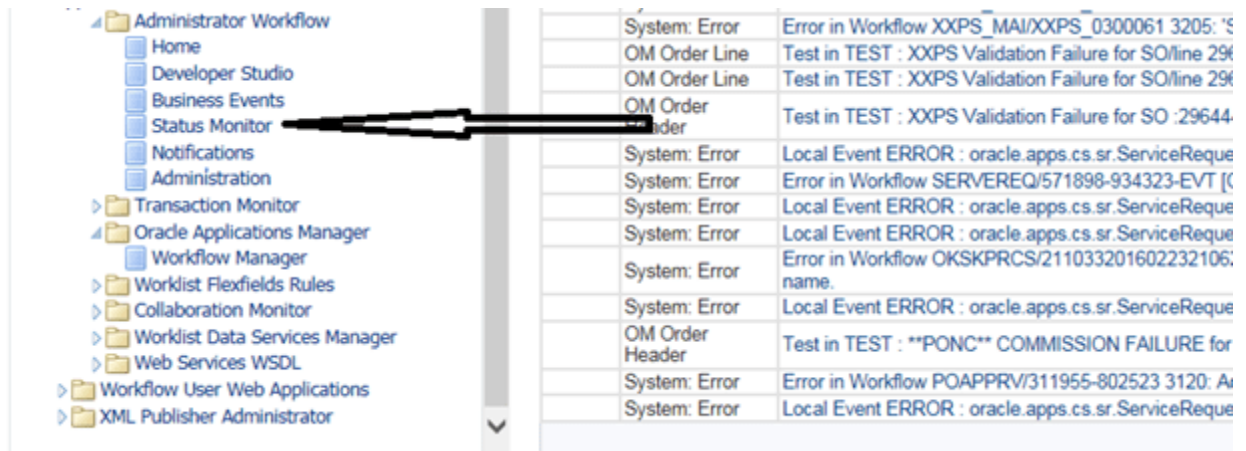 Administrator Workflow
Home
Developer Studio
Business Events
Status Monitor
Notifications
Administration
Transaction Monitor
Oracle Applications Manager
Workflow Manager
Worklist Flexfields Rules
Collaboration Monitor
Worklist Data Services Manager
Web Services WSDL
Workflow User Web Applications
XML Publisher Administrator
System: Error Error in Workflow XXPS_MAI/XXPS_0300061 3205: 'S
OM Order Line Test in TEST : XXPS Validation Failure for SO/line 296
OM Order Line Test in TEST : XXPS Validation Failure for SO/line 296
OM Order
Header Test in TEST : XXPS Validation Failure for SO :29644
System: Error Local Event ERROR : oracle.apps.cs.sr.ServiceReque
System: Error Error in Workflow SERVEREQ/571898-934323-EVT [
System: Error Local Event ERROR : oracle.apps.cs.sr.ServiceReque
System: Error Local Event ERROR : oracle.apps.cs.sr.ServiceReque
System: Error Error in Workflow OKSKPRCS/2110332016022321062
name.
System: Error Local Event ERROR : oracle.apps.cs.sr.ServiceReque
OM Order
Header Test in TEST : **PONC** COMMISSION FAILURE for
System: Error Error in Workflow POAPPRV/311955-802523 3120: A
System: Error Local Event ERROR : oracle.apps.cs.sr.ServiceReque